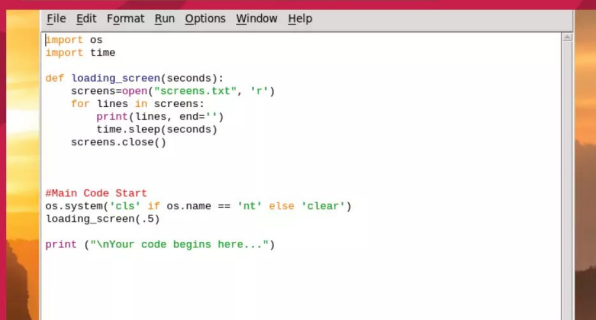 File Edit Format Run Options Window Help
import os
import time
def loading_screen(seconds):
    screens=open("screens.txt", 'r')
    for lines in screens:
        print(lines, end='')
        time.sleep(seconds)
    screens.close()
#Main Code Start
os.system('cls' if os.name == 'nt' else 'clear')
loading_screen(.5)
print ("\nYour code begins here...")